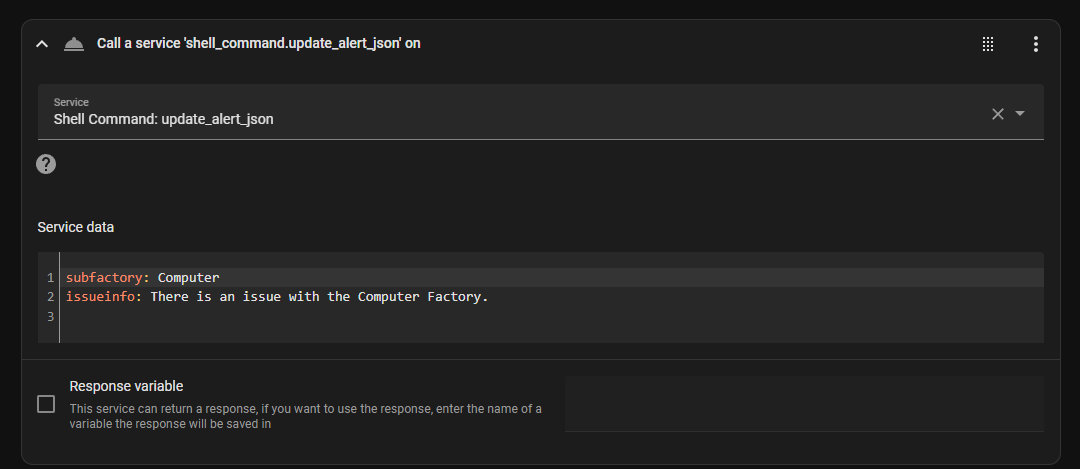 Call a service 'shell_command.update_alert_json' on
Service
Shell Command: update_alert_json
?
Service data
1 subfactory: Computer
2 issueinfo: There is an issue with the Computer Factory.
3
Response variable
This service can return a response, if you want to use the response, enter the name of a
variable the response will be saved in